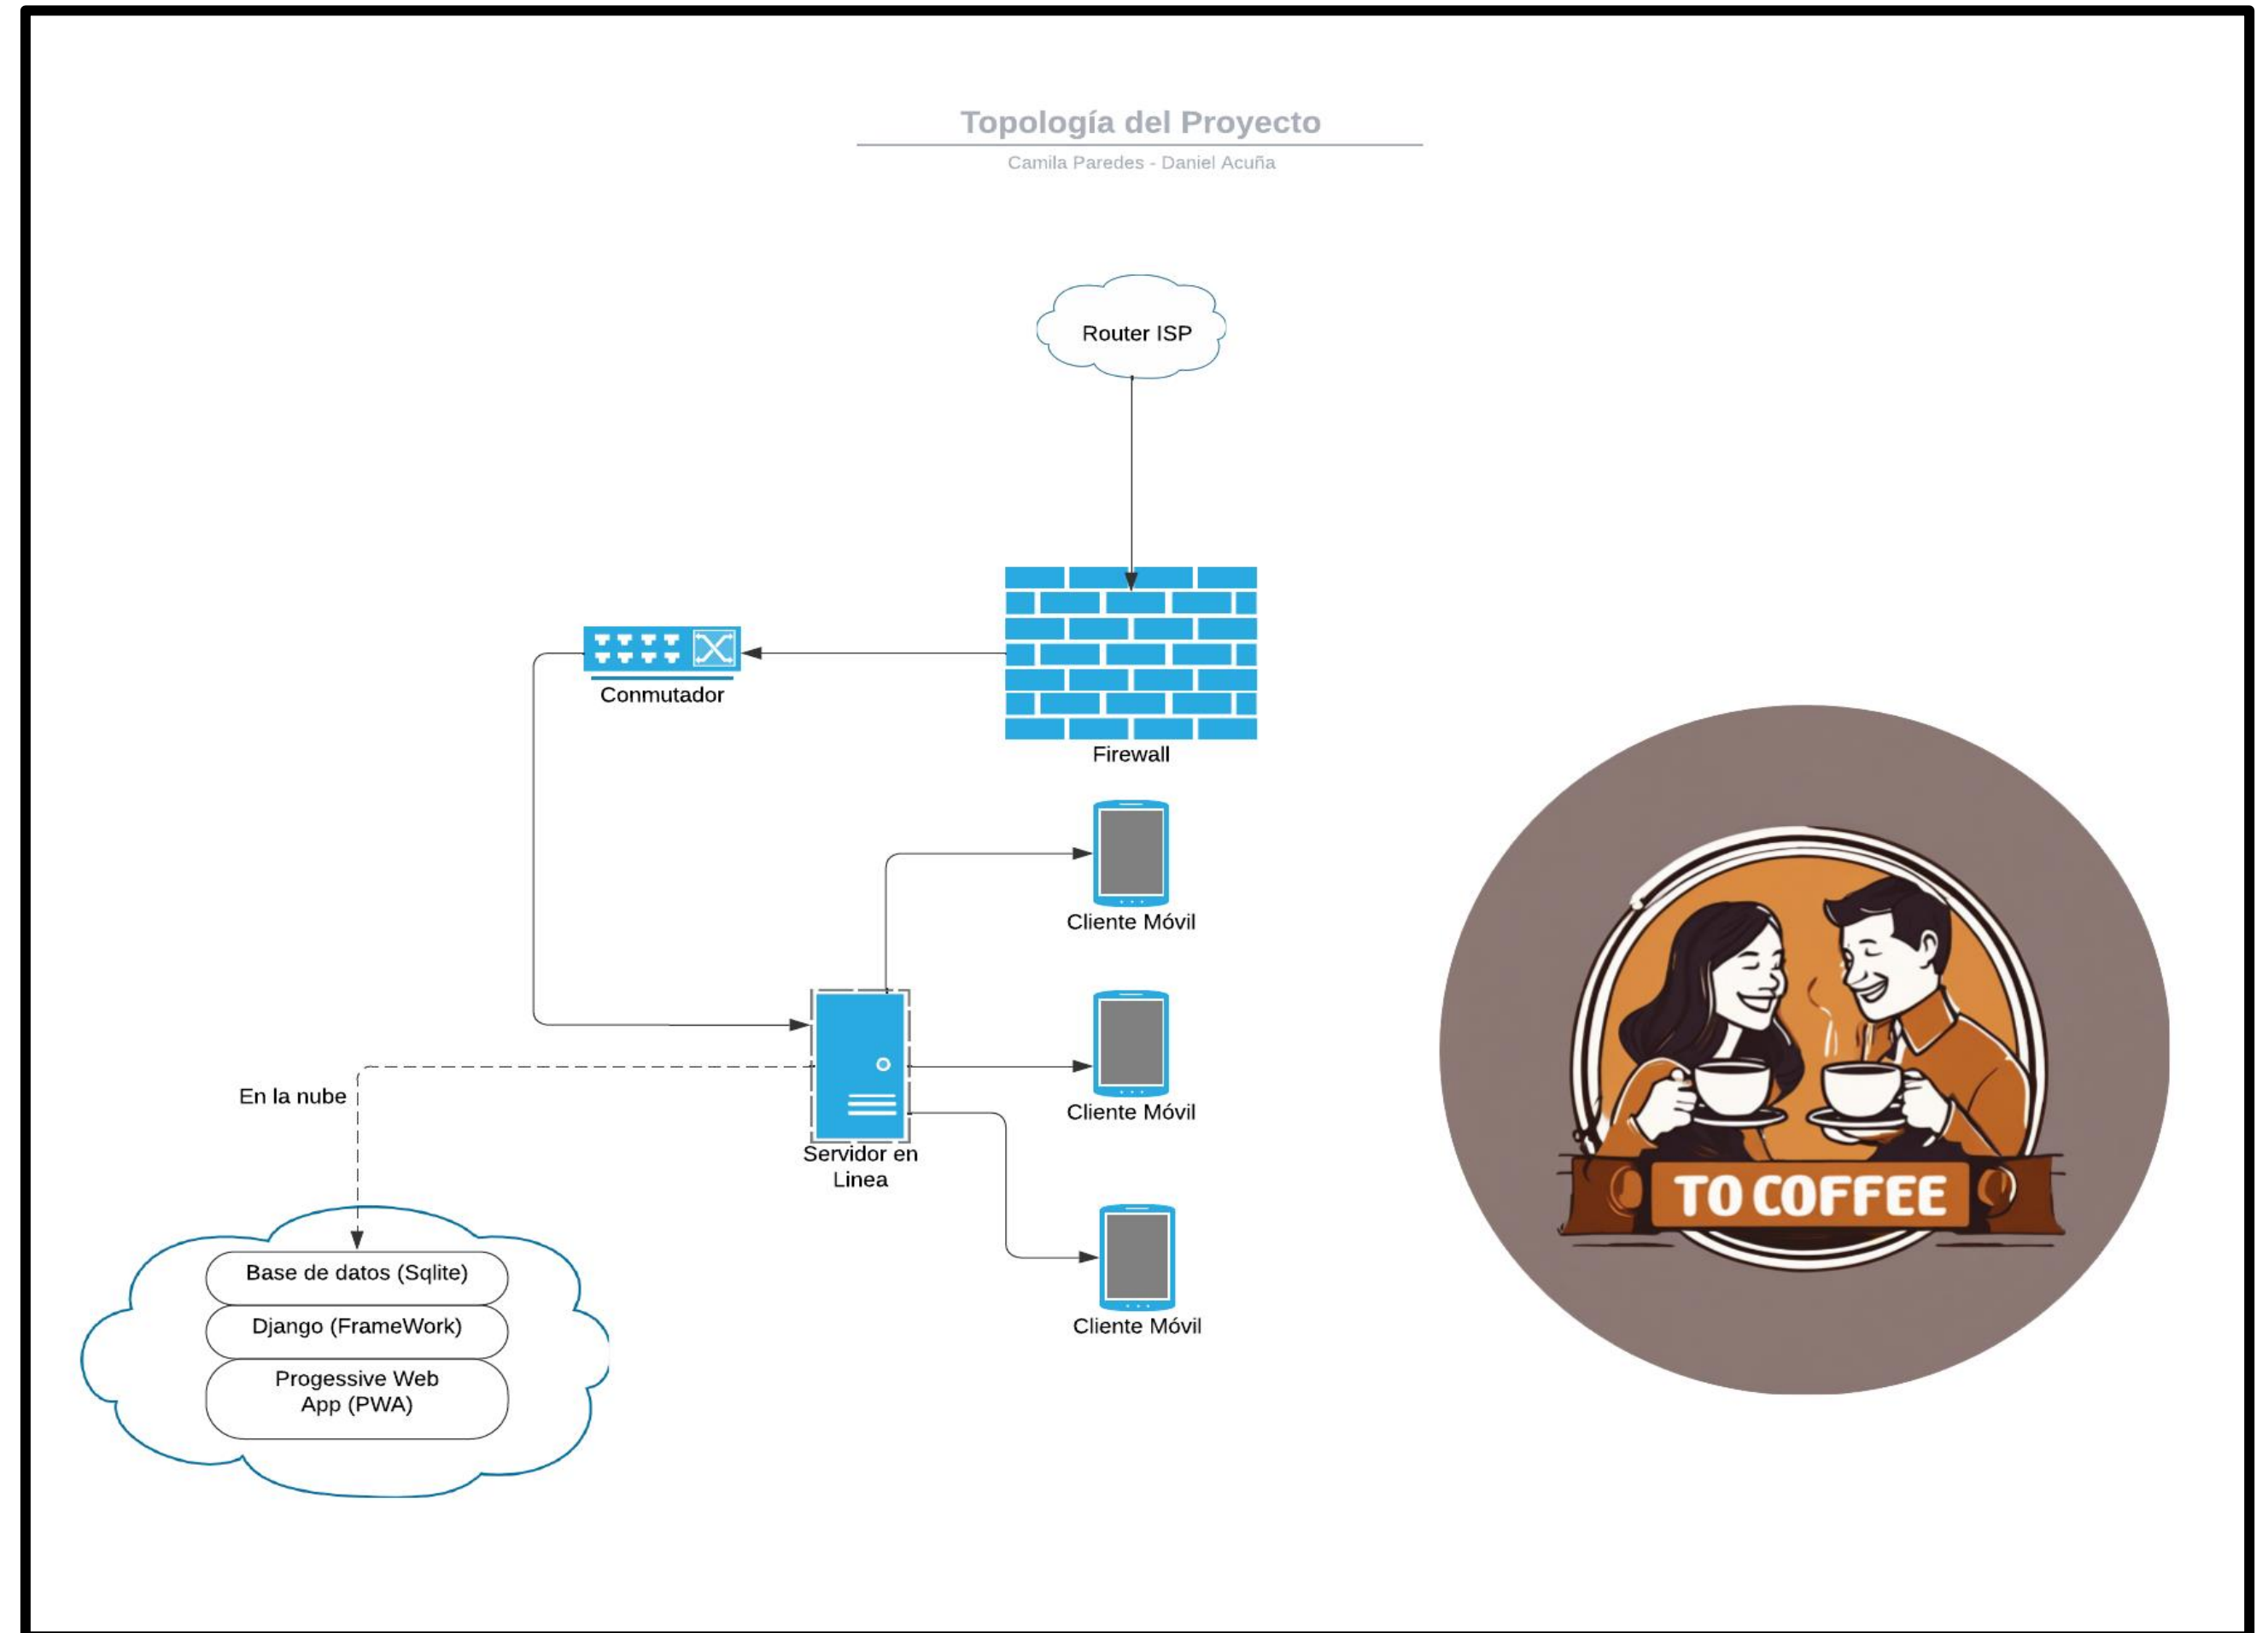 Topología del Proyecto
Camila Paredes - Daniel Acuña
Router ISP
Conmutador
Firewall
Cliente Móvil
Cliente Móvil
En la nube
Servidor en
Linea
TO COFFEE
Base de datos (Sqlite)
Django (FrameWork)
Cliente Móvil
Progessive Web
App (PWA)